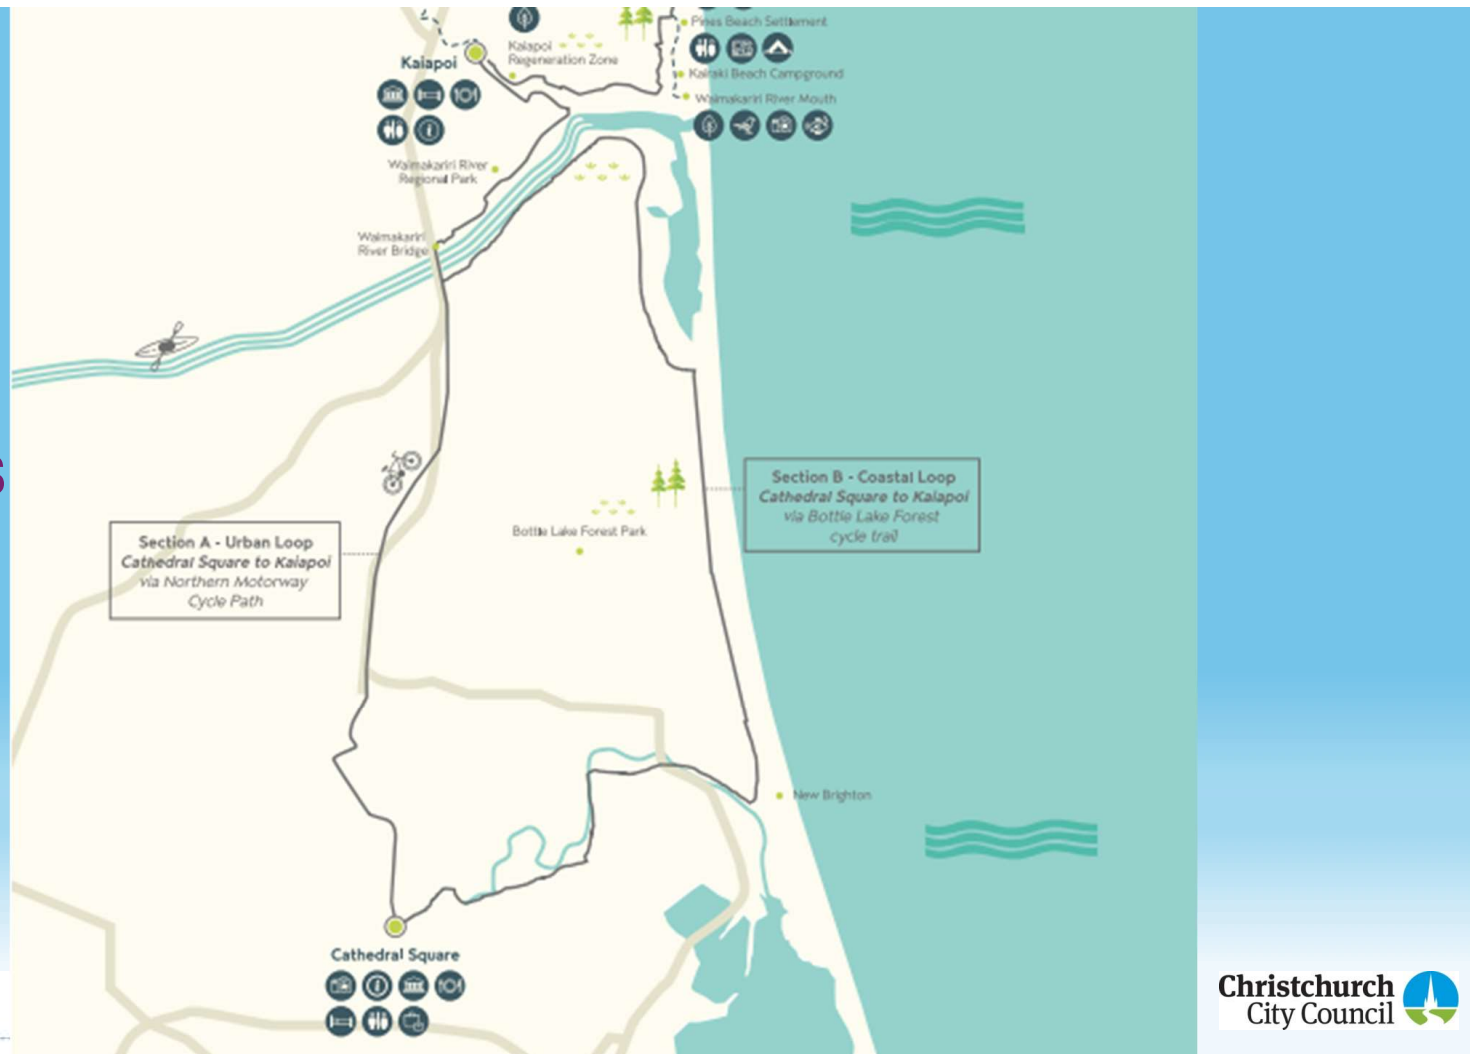 Pines Beach Settlement
Kaiapoi
Regeneration Zone
Kaiapoi
Kairaki Beach Campground
Waimakariri River Mouth
Waimakariri River
Regional Park
Waimakariri
River Bridge
Section B - Coastal Loop
Cathedral Square to Kaiapoi
via Bottle Lake Forest
cycle trail
s
Bottle Lake Forest Park
Section A - Urban Loop
Cathedral Square to Kaiapoi
via Northern Motorway
Cycle Path
New Brighton
Cathedral Square
Christchurch
City Council